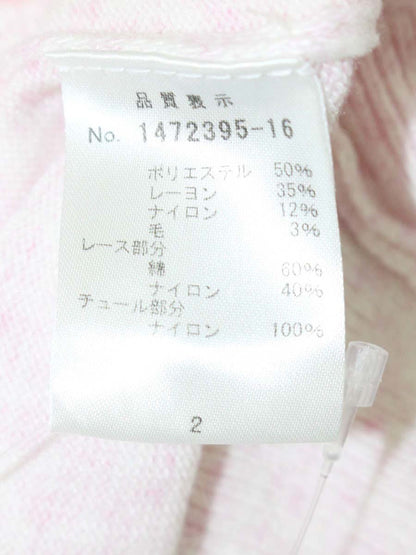 品質表示
No. 1472395-16
ポリエステル 50%
レーヨン 35%
ナイロン 12%
毛 3%
レース部分
綿 60%
ナイロン 40%
チュール部分
ナイロン 100%
2